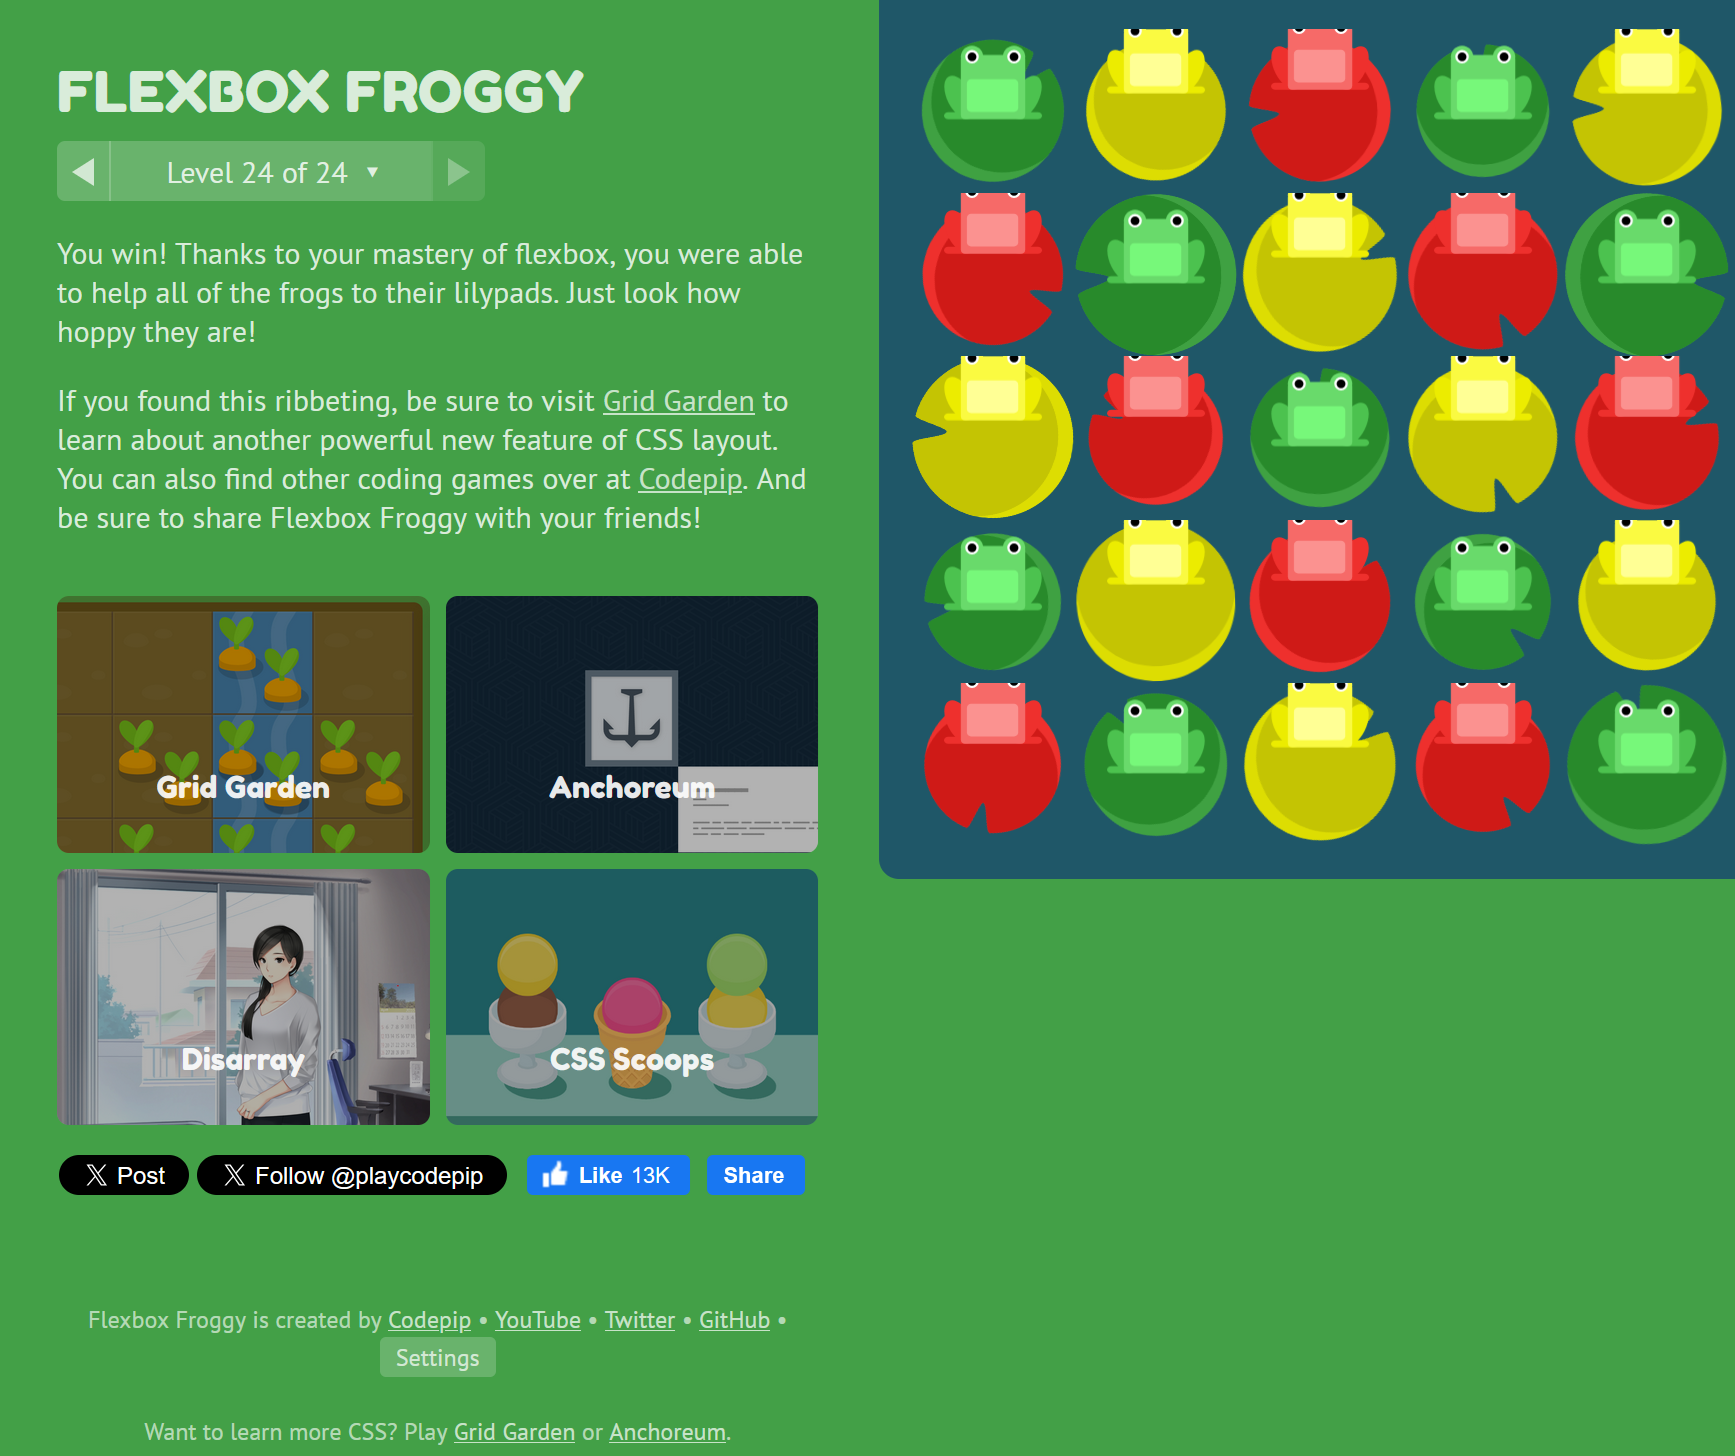 FLEXBOX FROGGY
Level 24 of 24 ▼
You win! Thanks to your mastery of flexbox, you were able
to help all of the frogs to their lilypads. Just look how
hoppy they are!
If you found this ribbeting, be sure to visit Grid Garden to
learn about another powerful new feature of CSS layout.
You can also find other coding games over at Codepip. And
be sure to share Flexbox Froggy with your friends!
Grid Garden
Anchoreum
Disarray
CSS Scoops
Post
Follow @playcodepip
Like 13K
Share
Flexbox Froggy is created by Codepip • YouTube • Twitter • GitHub •
Settings
Want to learn more CSS? Play Grid Garden or Anchoreum.